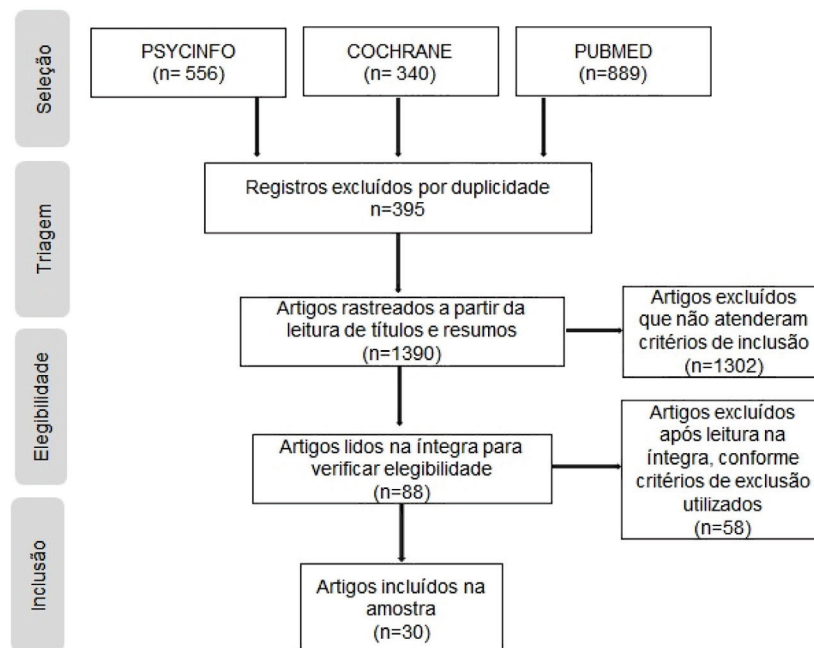 Seleção
PSYCINFO
(n= 556)
COCHRANE
(n= 340)
PUBMED
(n=889)
Triagem
Registros excluídos por duplicidade
n=395
Artigos rastreados a partir da
leitura de títulos e resumos
(n=1390)
Artigos excluídos
que não atenderam
critérios de inclusão
(n=1302)
Elegibilidade
Artigos lidos na íntegra para
verificar elegibilidade
(n=88)
Artigos excluídos
após leitura na
íntegra, conforme
critérios de exclusão
utilizados
(n=58)
Inclusão
Artigos incluídos na
amostra
(n=30)